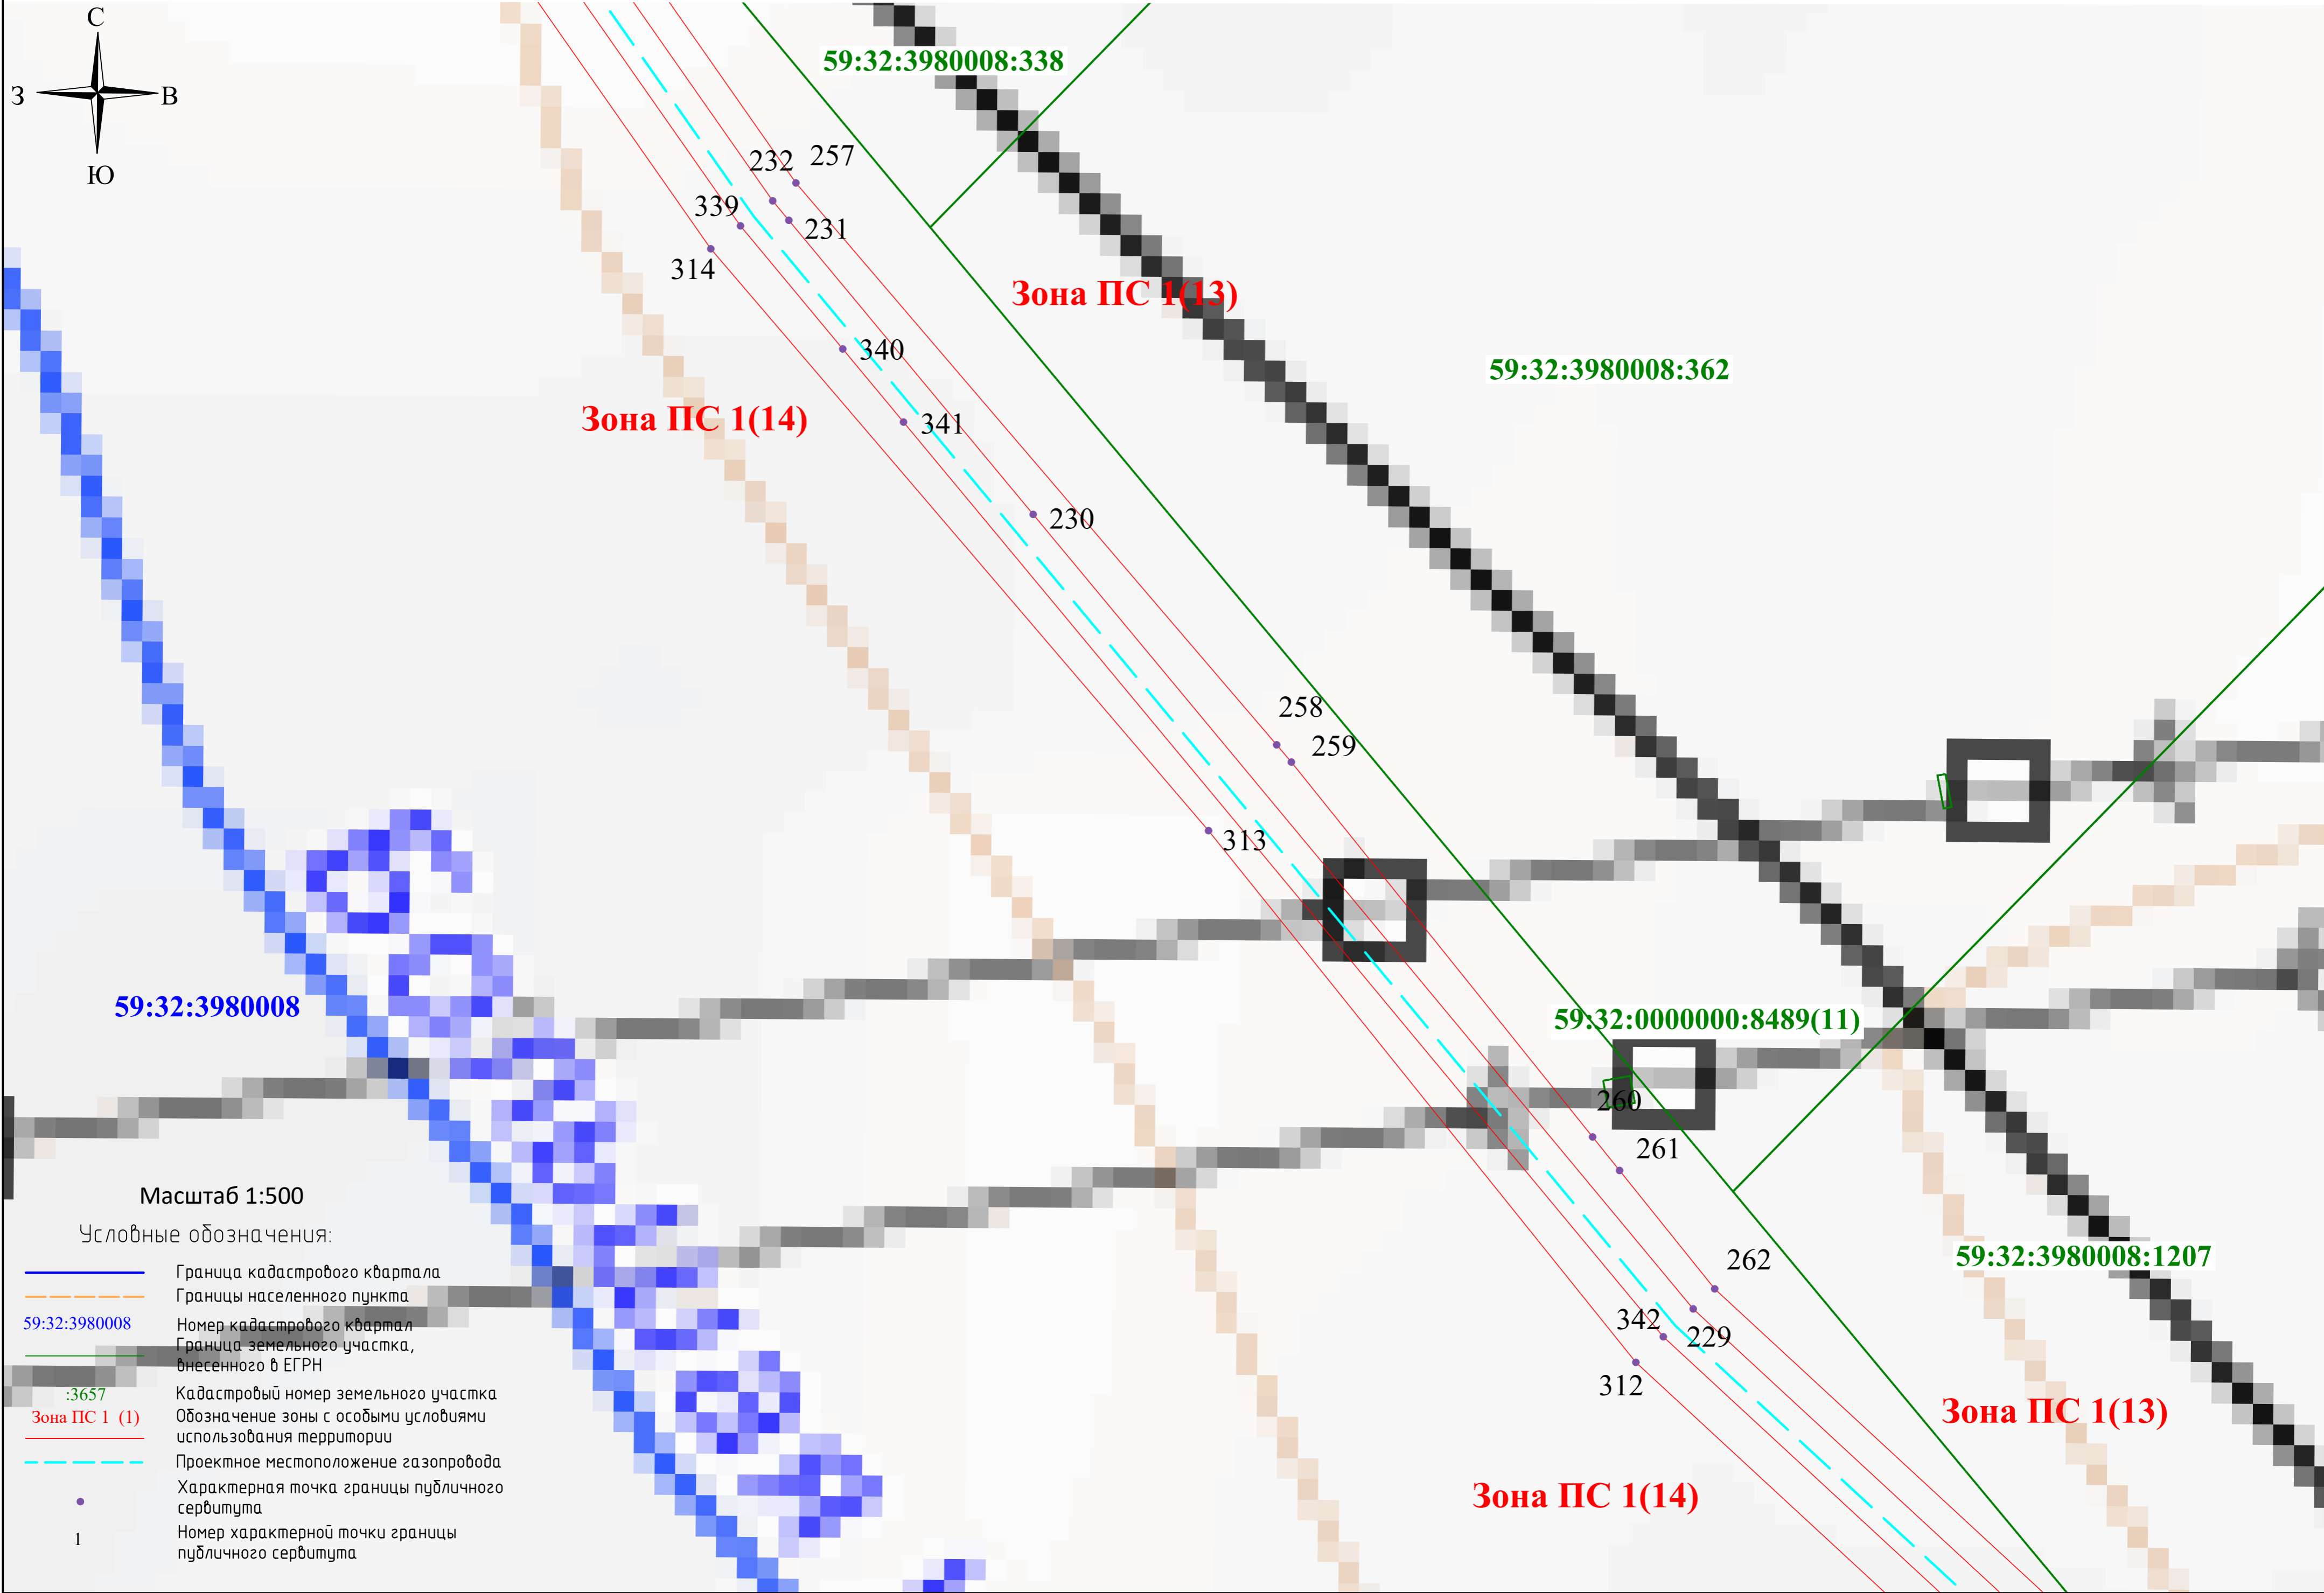 С
З
В
Ю
59:32:3980008:338
232
257
339
231
314
Зона ПС 1(13)
340
59:32:3980008:362
Зона ПС 1(14)
341
230
258
259
313
59:32:3980008
59:32:0000000:8489(11)
260
261
59:32:3980008:1207
262
342
229
312
Зона ПС 1(13)
Зона ПС 1(14)
Масштаб 1:500
Условные обозначения:
Граница кадастрового квартала
Границы населенного пункта
59:32:3980008
Номер кадастрового квартал
Граница земельного участка,
внесенного в ЕГРН
:3657
Кадастровый номер земельного участка
Зона ПС 1 (1)
Обозначение зоны с особыми условиями
использования территории
Проектное местоположение газопровода
Характерная точка границы публичного
сервитута
1
Номер характерной точки границы
публичного сервитута